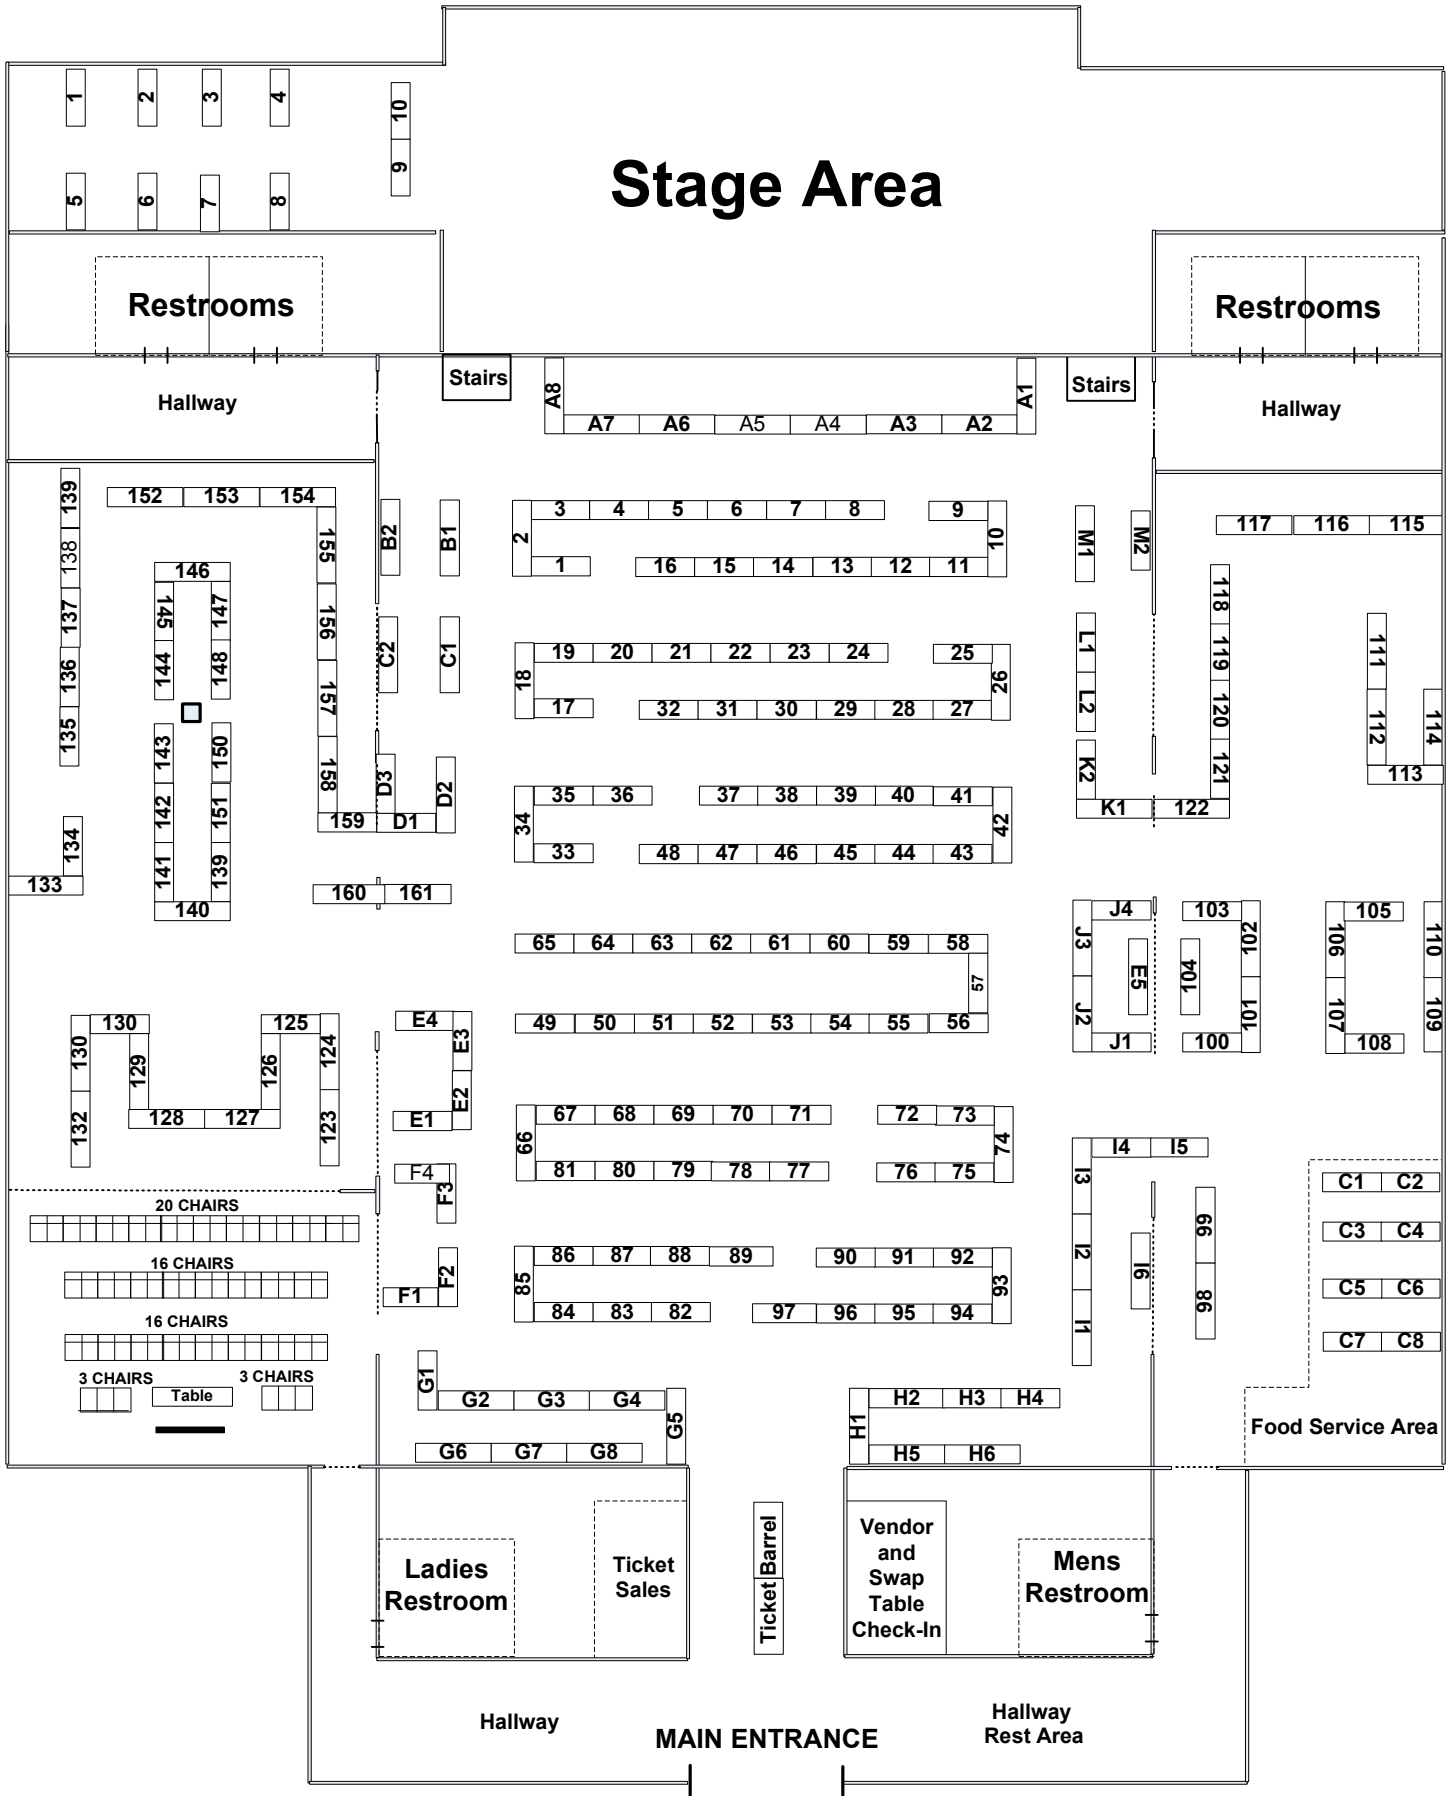 1 2 3 4 10
9
5 6 7 8
Stage Area
Restrooms
Restrooms
Hallway
Stairs
Stairs
Hallway
A8 A7 A6 A5 A4 A3 A2 A1
139 138 137 136 135 134 133
152 153 154
155 156 157 158 159
146
145 144 143 142 141
147 148 150 151 139
140
160 161
B2 B1
C2 C1
D3 D2
D1
2 3 4 5 6 7 8 9 10
1 16 15 14 13 12 11
18 19 20 21 22 23 24 25 26
17 32 31 30 29 28 27
34 35 36 37 38 39 40 41 42
33 48 47 46 45 44 43
65 64 63 62 61 60 59 58
57
49 50 51 52 53 54 55 56
66 67 68 69 70 71 72 73 74
81 80 79 78 77 76 75
85 86 87 88 89 90 91 92 93
84 83 82 97 96 95 94
M1 M2
L1
L2
K2
K1 122
117 116 115
118
119
120
121
111
112 114
113
J4
J3 E5
J2
J1
103
104 102
101
100
105
106 110
107 109
108
130 125
130 129 126 124
132 128 127 123
E4
E3
E2
E1
F4
F3
F2
F1
I4 I5
I3
I2 I6
I1
99
98
C1 C2
C3 C4
C5 C6
C7 C8
Food Service Area
20 CHAIRS
16 CHAIRS
16 CHAIRS
3 CHAIRS Table 3 CHAIRS
G1 G2 G3 G4 G5
G6 G7 G8
H1 H2 H3 H4
H5 H6
Ladies
Restroom
Ticket
Sales
Ticket Barrel
Vendor
and
Swap
Table
Check-In
Mens
Restroom
Hallway
MAIN ENTRANCE
Hallway
Rest Area